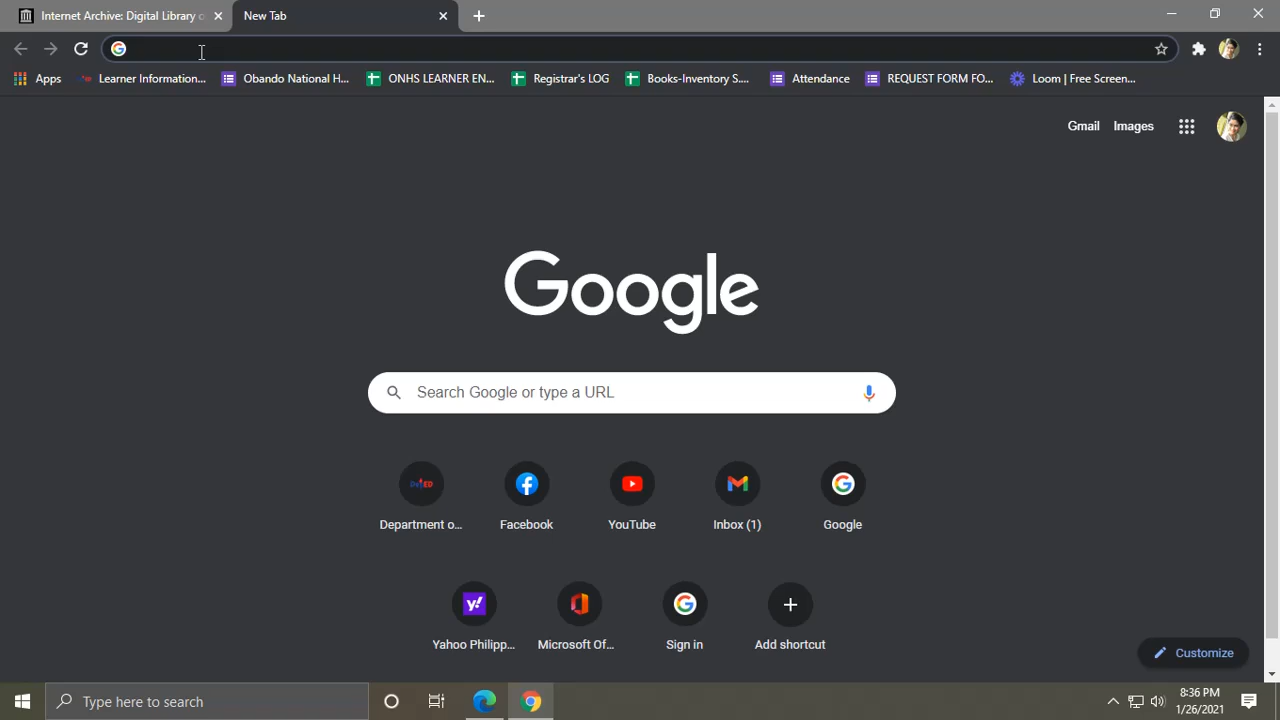 Internet Archive: Digital Library o
New Tab
Apps
Learner Information...
Obando National H...
ONHS LEARNER EN...
Registrar's LOG
Books-Inventory S....
Attendance
REQUEST FORM FO...
Loom | Free Screen...
Gmail
Images
Google
Search Google or type a URL
DepED
Department o...
Facebook
YouTube
Inbox (1)
Google
y!
Yahoo Philipp...
Microsoft Of...
Sign in
Add shortcut
Customize
Type here to search
8:36 PM
1/26/2021